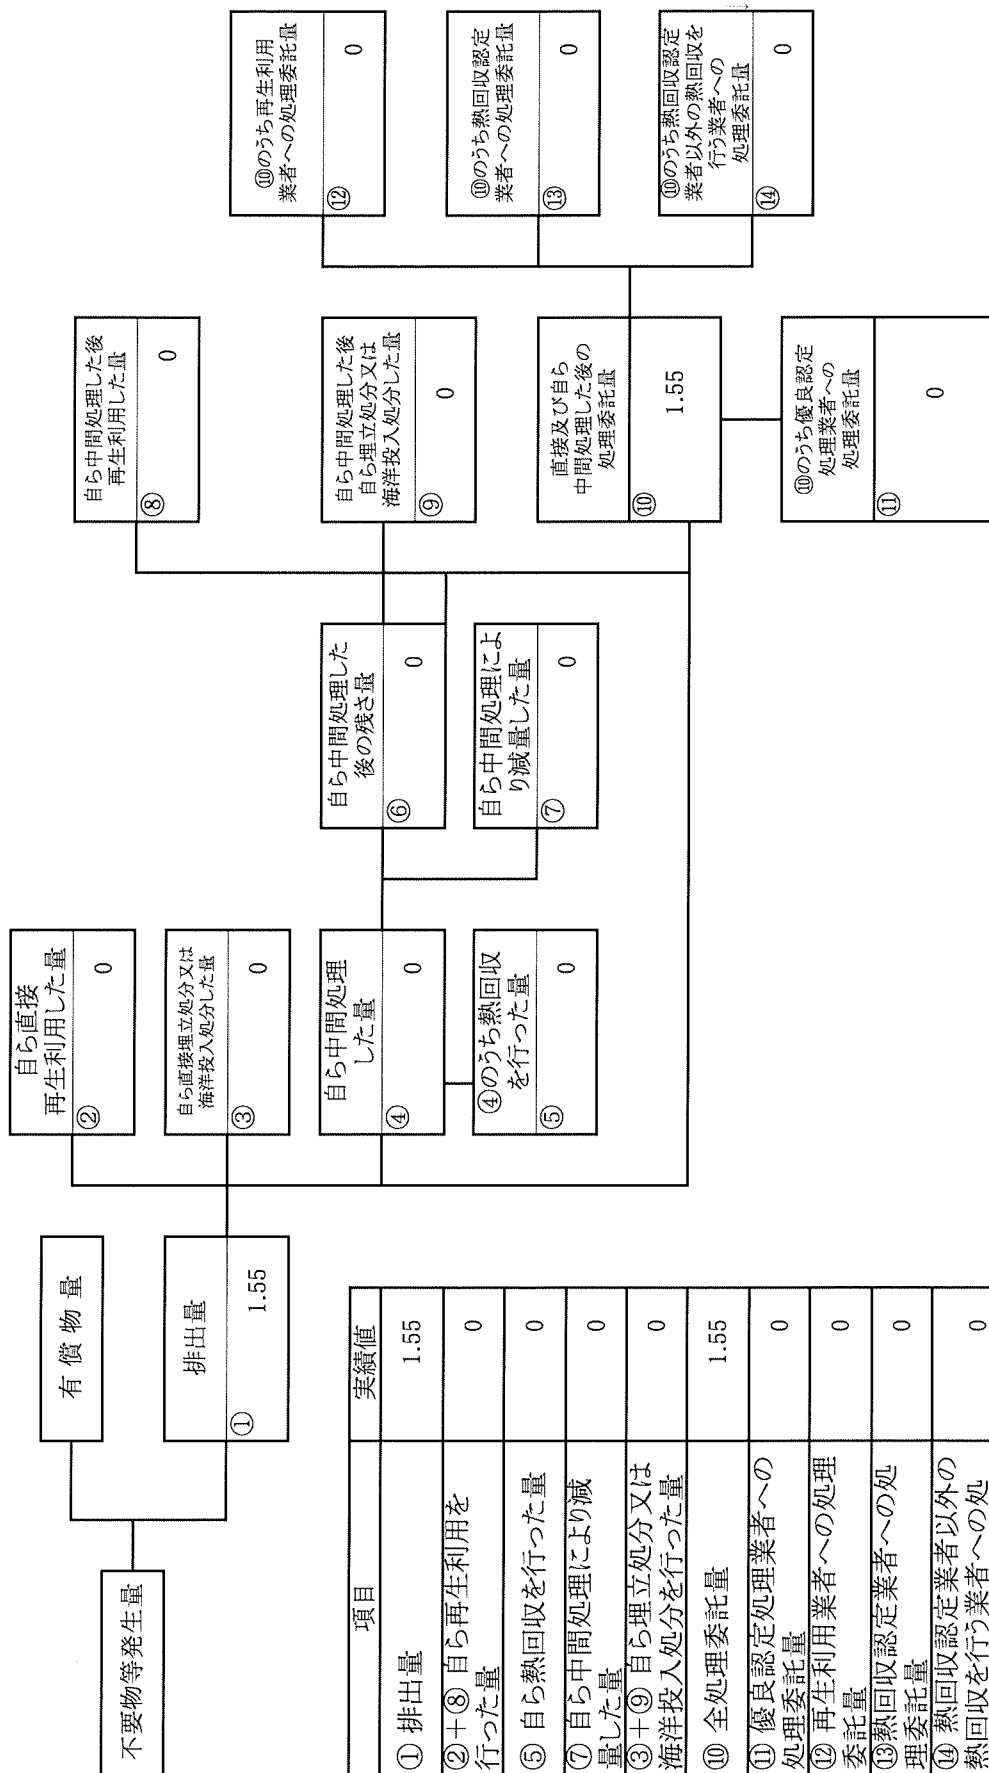 不要物等発生量
有 償 物 量
排出量
①
1.55
自ら直接
再生利用した量
②
0
自ら直接埋立処分又は
海洋投入処分した量
③
0
自ら中間処理
した量
④
0
④のうち熱回収
を行った量
⑤
0
自ら中間処理した
後の残さ量
⑥
0
自ら中間処理によ
り減量した量
⑦
0
自ら中間処理した後
再生利用した量
⑧
0
自ら中間処理した後
自ら埋立処分又は
海洋投入処分した量
⑨
0
直接及び自ら
中間処理した後の
処理委託量
⑩
1.55
⑩のうち優良認定
処理業者への
処理委託量
⑪
0
⑩のうち再生利用
業者への処理委託量
⑫
0
⑩のうち熱回収認定
業者への処理委託量
⑬
0
⑩のうち熱回収認定
業者以外の熱回収を
行う業者への
処理委託量
⑭
0
項目 実績値
① 排出量 1.55
②＋⑧ 自ら再生利用を
行った量 0
⑤ 自ら熱回収を行った量 0
⑦ 自ら中間処理により減
量した量 0
③＋⑨ 自ら埋立処分又は
海洋投入処分を行った量 0
⑩ 全処理委託量 1.55
⑪ 優良認定処理業者への
処理委託量 0
⑫ 再生利用業者への処理
委託量 0
⑬熱回収認定業者への処
理委託量 0
⑭ 熱回収認定業者以外の
熱回収を行う業者への処 0